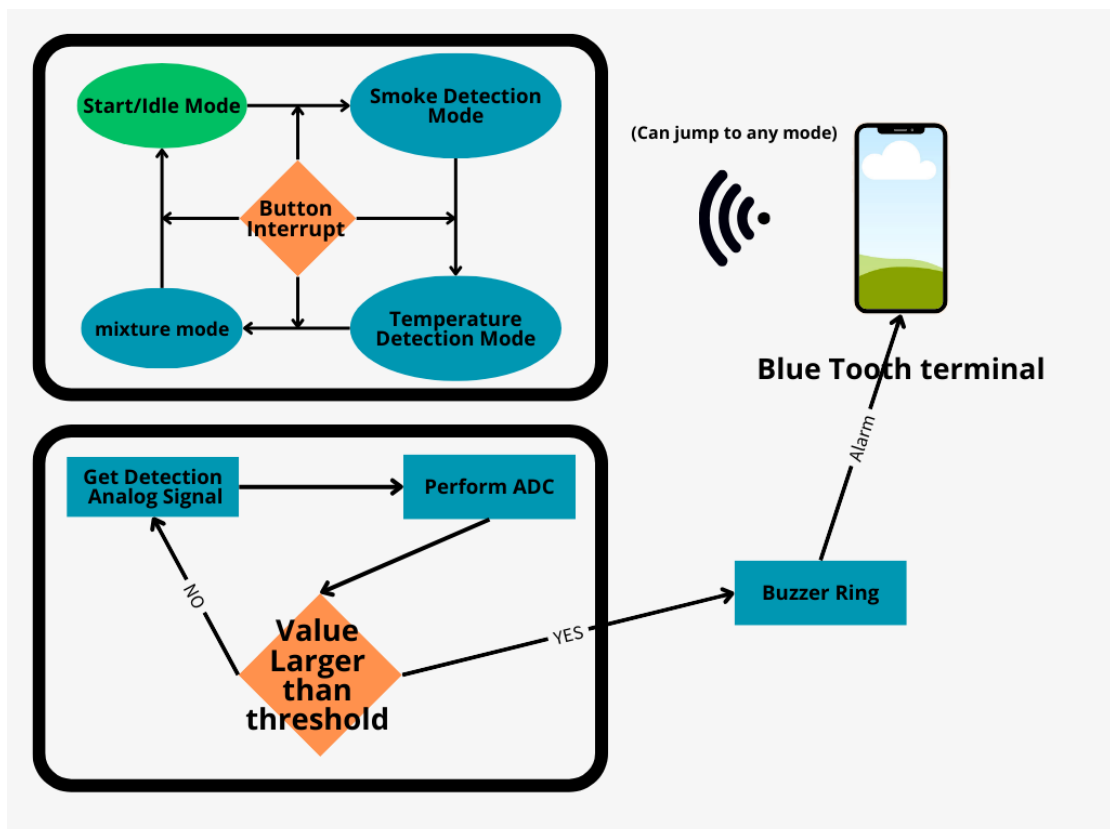 Start/Idle Mode
Smoke Detection
Mode
(Can jump to any mode)
Button
Interrupt
mixture mode
Temperature
Detection Mode
Blue Tooth terminal
Alarm
Get Detection
Analog Signal
Perform ADC
NO
Buzzer Ring
Value
Larger
than
threshold
YES